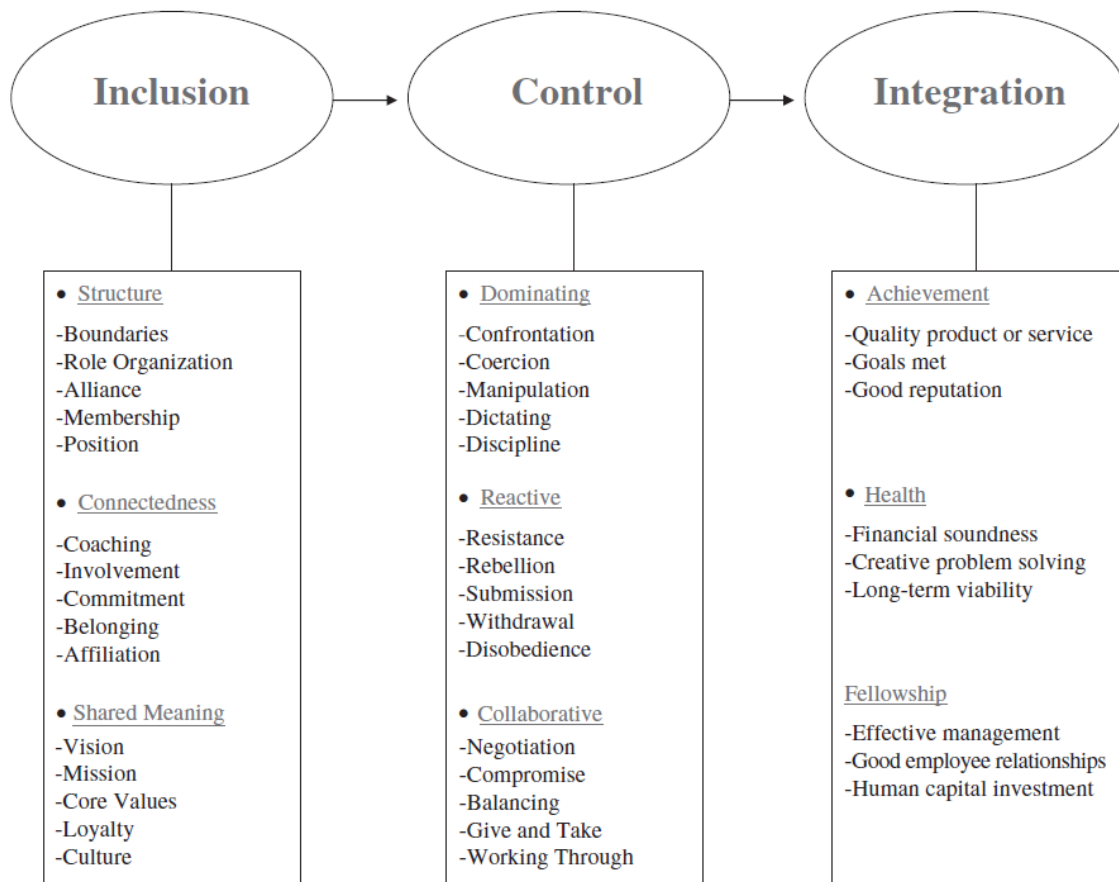 Inclusion
Control
Integration
• Structure
-Boundaries
-Role Organization
-Alliance
-Membership
-Position
• Connectedness
-Coaching
-Involvement
-Commitment
-Belonging
-Affiliation
• Shared Meaning
-Vision
-Mission
-Core Values
-Loyalty
-Culture
• Dominating
-Confrontation
-Coercion
-Manipulation
-Dictating
-Discipline
• Reactive
-Resistance
-Rebellion
-Submission
-Withdrawal
-Disobedience
• Collaborative
-Negotiation
-Compromise
-Balancing
-Give and Take
-Working Through
• Achievement
-Quality product or service
-Goals met
-Good reputation
• Health
-Financial soundness
-Creative problem solving
-Long-term viability
Fellowship
-Effective management
-Good employee relationships
-Human capital investment